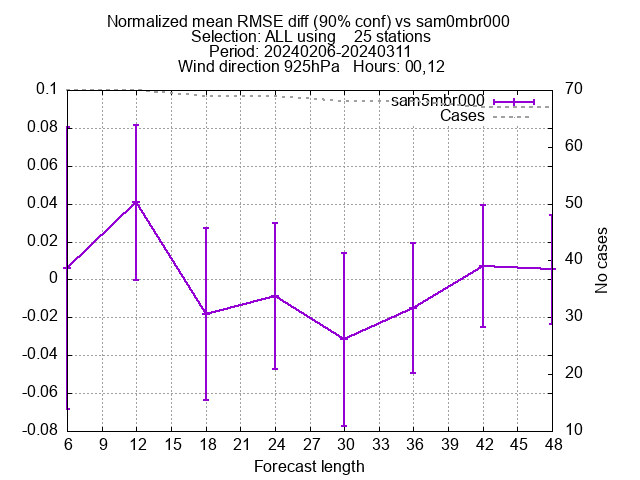 Normalized mean RMSE diff (90% conf) vs sam0mbr000
Selection: ALL using    25 stations
Period: 20240206-20240311
Wind direction 925hPa   Hours: 00,12
sam5mbr000
Cases
0.1
0.08
0.06
0.04
0.02
0
-0.02
-0.04
-0.06
-0.08
70
60
50
40
30
20
10
No cases
6 9 12 15 18 21 24 27 30 33 36 39 42 45 48
Forecast length